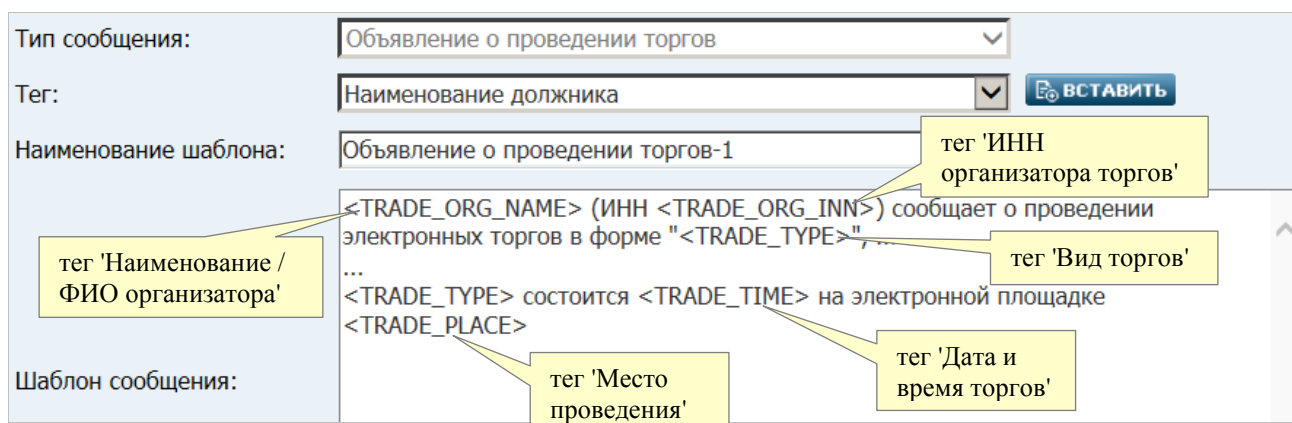 Тип сообщения:
Объявление о проведении торгов
Тег:
Наименование должника
ВСТАВИТЬ
Наименование шаблона:
Объявление о проведении торгов-1
тег 'ИНН
организатора торгов'
<TRADE_ORG_NAME> (ИНН <TRADE_ORG_INN>) сообщает о проведении
электронных торгов в форме "<TRADE_TYPE>", ...
тег 'Наименование /
ФИО организатора'
тег 'Вид торгов'
...
<TRADE_TYPE> состоится <TRADE_TIME> на электронной площадке
<TRADE_PLACE>
Шаблон сообщения:
тег 'Место
проведения'
тег 'Дата и
время торгов'